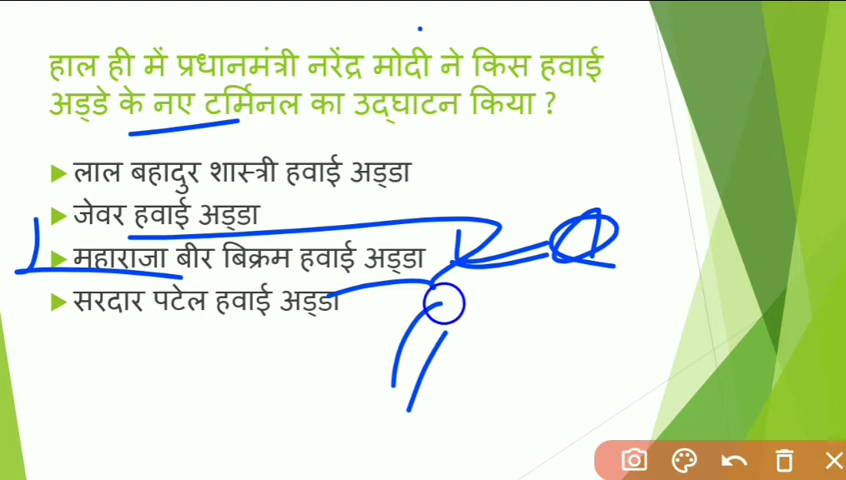 हाल ही में प्रधानमंत्री नरेंद्र मोदी ने किस हवाई
अड्डे के नए टर्मिनल का उद्घाटन किया ?
लाल बहादुर शास्त्री हवाई अड्डा
जेवर हवाई अड्डा
महाराजा बीर बिक्रम हवाई अड्डा
सरदार पटेल हवाई अड्डा